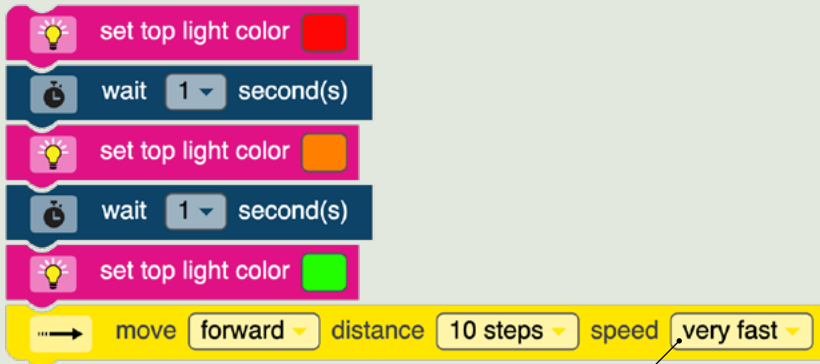 set top light color
wait 1 second(s)
set top light color
wait 1 second(s)
set top light color
move forward distance 10 steps speed very fast